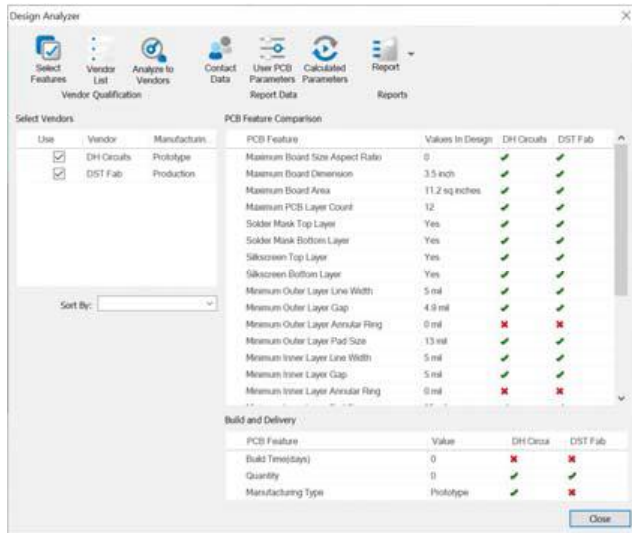 Design Analyzer
Select Features
Vendor List
Analyze to Vendors
Contact Data
User PCB Parameters
Calculated Parameters
Report
Vendor Qualification
Report Data
Reports
Select Vendors
Use Vendor Manufacturin...
DH Circuits Prototype
DST Fab Production
Sort By:
PCB Feature Comparison
PCB Feature Values In Design DH Circuits DST Fab
Maximum Board Size Aspect Ratio 0
Maximum Board Dimension 3.5 inch
Maximum Board Area 11.2 sq inches
Maximum PCB Layer Count 12
Solder Mask Top Layer Yes
Solder Mask Bottom Layer Yes
Silkscreen Top Layer Yes
Silkscreen Bottom Layer Yes
Minimum Outer Layer Line Width 5 mil
Minimum Outer Layer Gap 4.9 mil
Minimum Outer Layer Annular Ring 0 mil
Minimum Outer Layer Pad Size 13 mil
Minimum Inner Layer Line Width 5 mil
Minimum Inner Layer Gap 5 mil
Minimum Inner Layer Annular Ring 0 mil
Build and Delivery
PCB Feature Value DH Circui DST Fab
Build Time(days) 0
Quantity 0
Manufacturing Type Prototype
Close